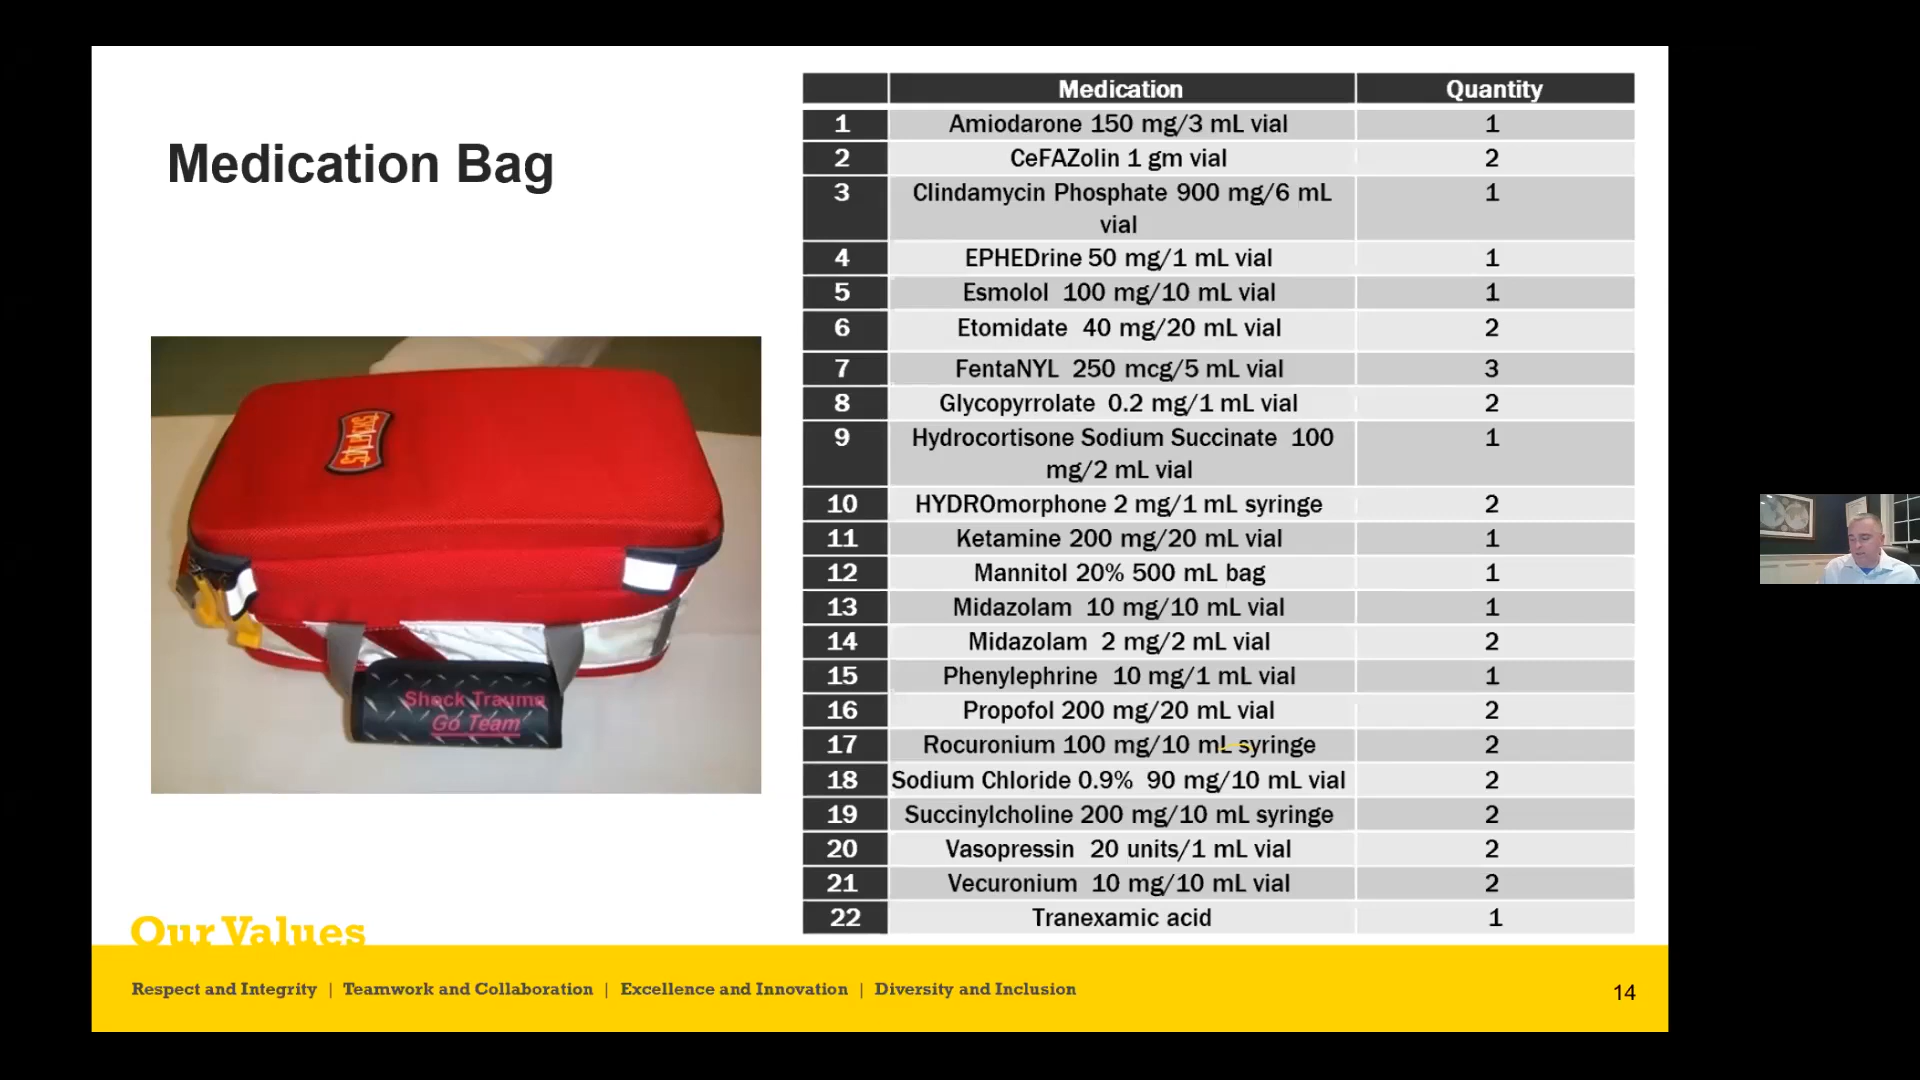 Medication Bag
Medication Quantity
1 Amiodarone 150 mg/3 mL vial 1
2 CeFAZolin 1 gm vial 2
3 Clindamycin Phosphate 900 mg/6 mL 1
vial
4 EPHEDrine 50 mg/1 mL vial 1
5 Esmolol 100 mg/10 mL vial 1
6 Etomidate 40 mg/20 mL vial 2
7 FentaNYL 250 mcg/5 mL vial 3
8 Glycopyrrolate 0.2 mg/1 mL vial 2
9 Hydrocortisone Sodium Succinate 100 1
mg/2 mL vial
10 HYDROmorphone 2 mg/1 mL syringe 2
11 Ketamine 200 mg/20 mL vial 1
12 Mannitol 20% 500 mL bag 1
13 Midazolam 10 mg/10 mL vial 1
14 Midazolam 2 mg/2 mL vial 2
15 Phenylephrine 10 mg/1 mL vial 1
16 Propofol 200 mg/20 mL vial 2
17 Rocuronium 100 mg/10 mL syringe 2
18 Sodium Chloride 0.9% 90 mg/10 mL vial 2
19 Succinylcholine 200 mg/10 mL syringe 2
20 Vasopressin 20 units/1 mL vial 2
21 Vecuronium 10 mg/10 mL vial 2
22 Tranexamic acid 1
Shock Trauma
Go Team
Our Values
Respect and Integrity | Teamwork and Collaboration | Excellence and Innovation | Diversity and Inclusion
14